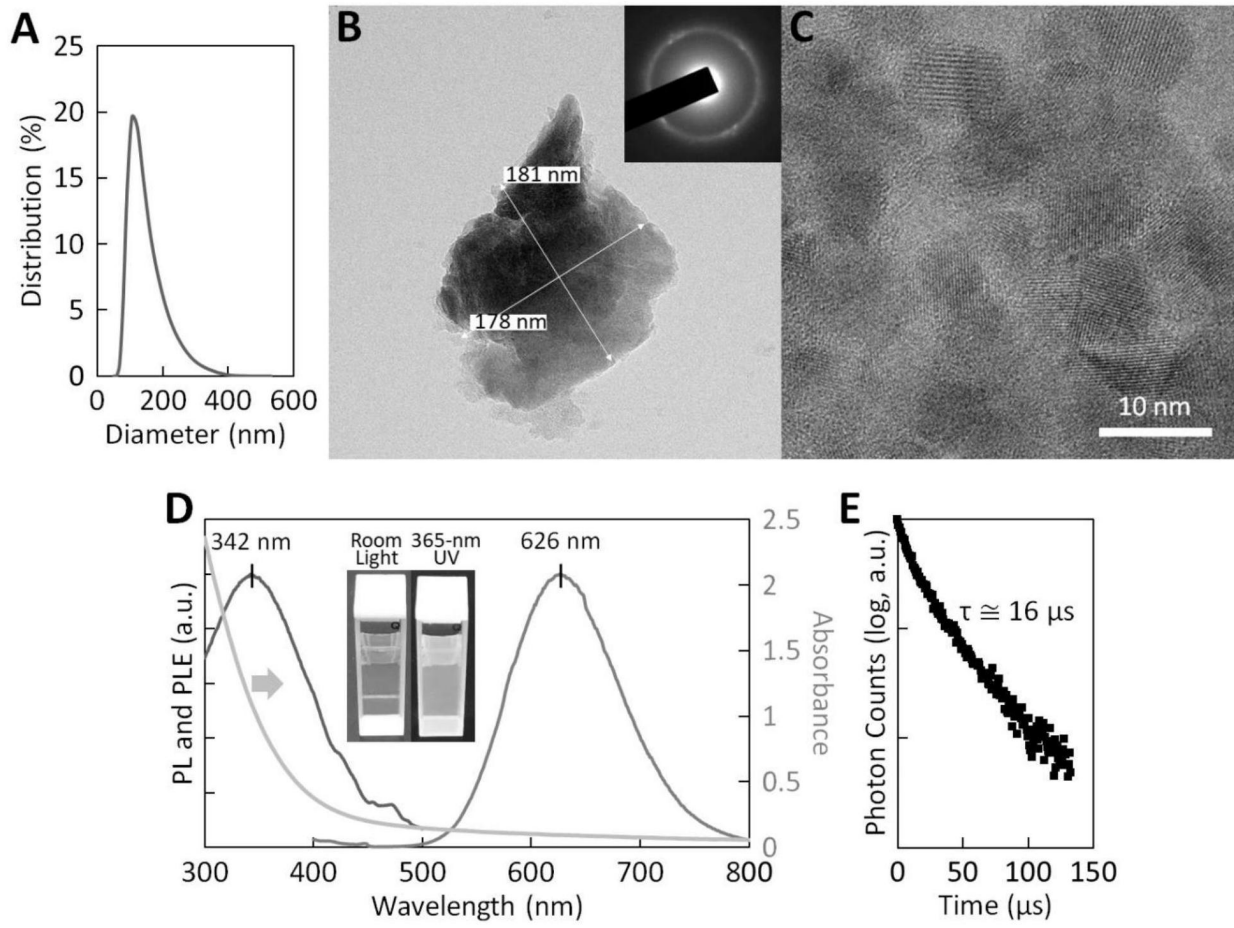 A
B
C
25
20
15
10
5
0
Distribution (%)
0
200
400
600
Diameter (nm)
181 nm
178 nm
10 nm
D
E
342 nm
Room
Light
365-nm
UV
626 nm
PL and PLE (a.u.)
2.5
2
1.5
1
0.5
0
Absorbance
300
400
500
600
700
800
Wavelength (nm)
Photon Counts (log, a.u.)
τ ≅ 16 μs
0
50
100
150
Time (μs)